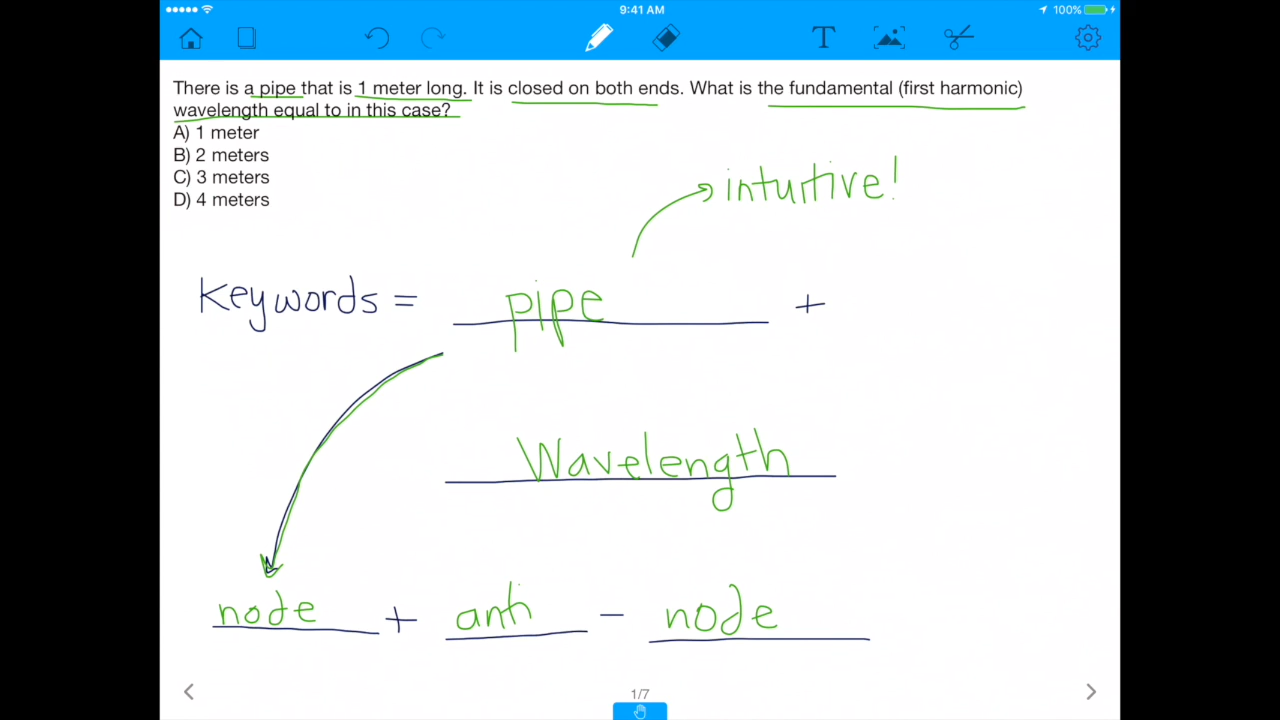 9:41 AM
100%
There is a pipe that is 1 meter long. It is closed on both ends. What is the fundamental (first harmonic)
wavelength equal to in this case?
A) 1 meter
B) 2 meters
C) 3 meters
D) 4 meters
intuitive!
Keywords = pipe +
Wavelength
node + anti - node
1/7